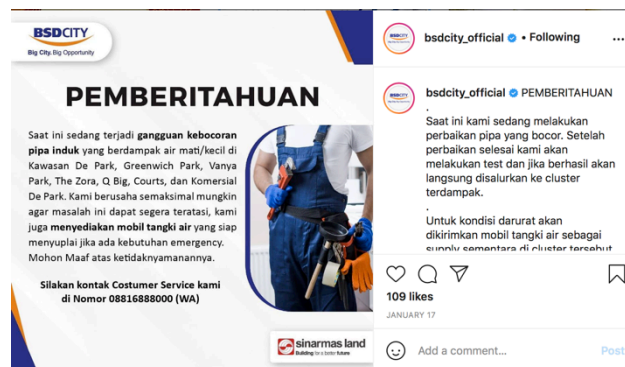 BSDCITY
Big City, Big Opportunity
PEMBERITAHUAN
Saat ini sedang terjadi gangguan kebocoran
pipa induk yang berdampak air mati/kecil di
Kawasan De Park, Greenwich Park, Vanya
Park, The Zora, Q Big, Courts, dan Komersial
De Park. Kami berusaha semaksimal mungkin
agar masalah ini dapat segera teratasi, kami
juga menyediakan mobil tangki air yang siap
menyuplai jika ada kebutuhan emergency.
Mohon Maaf atas ketidaknyamanannya.
Silakan kontak Costumer Service kami
di Nomor 08816888000 (WA)
sinarmas land
Building for a better future
bsdcity_official • Following
bsdcity_official PEMBERITAHUAN
.
Saat ini kami sedang melakukan
perbaikan pipa yang bocor. Setelah
perbaikan selesai kami akan
melakukan test dan jika berhasil akan
langsung disalurkan ke cluster
terdampak.
.
Untuk kondisi darurat akan
dikirimkan mobil tangki air sebagai
supply sementara di cluster tersebut
109 likes
JANUARY 17
Add a comment...
Post